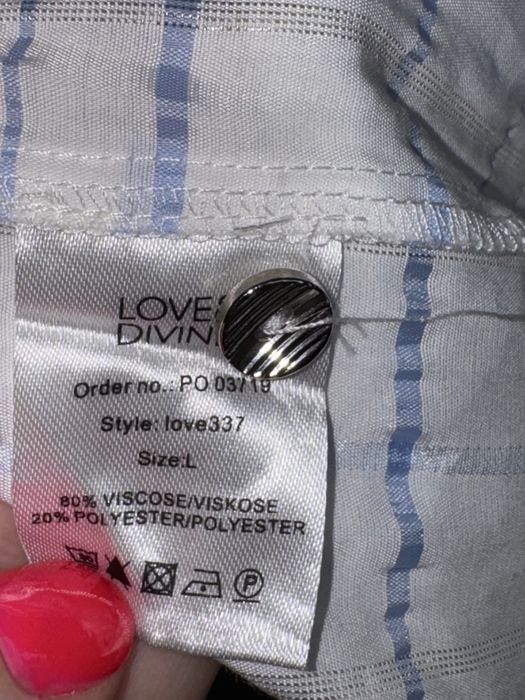 LOVE
DIVIN
Order no.: PO 03719
Style: love337
Size:L
80% VISCOSE/VISKOSE
20% POLYESTER/POLYESTER
P